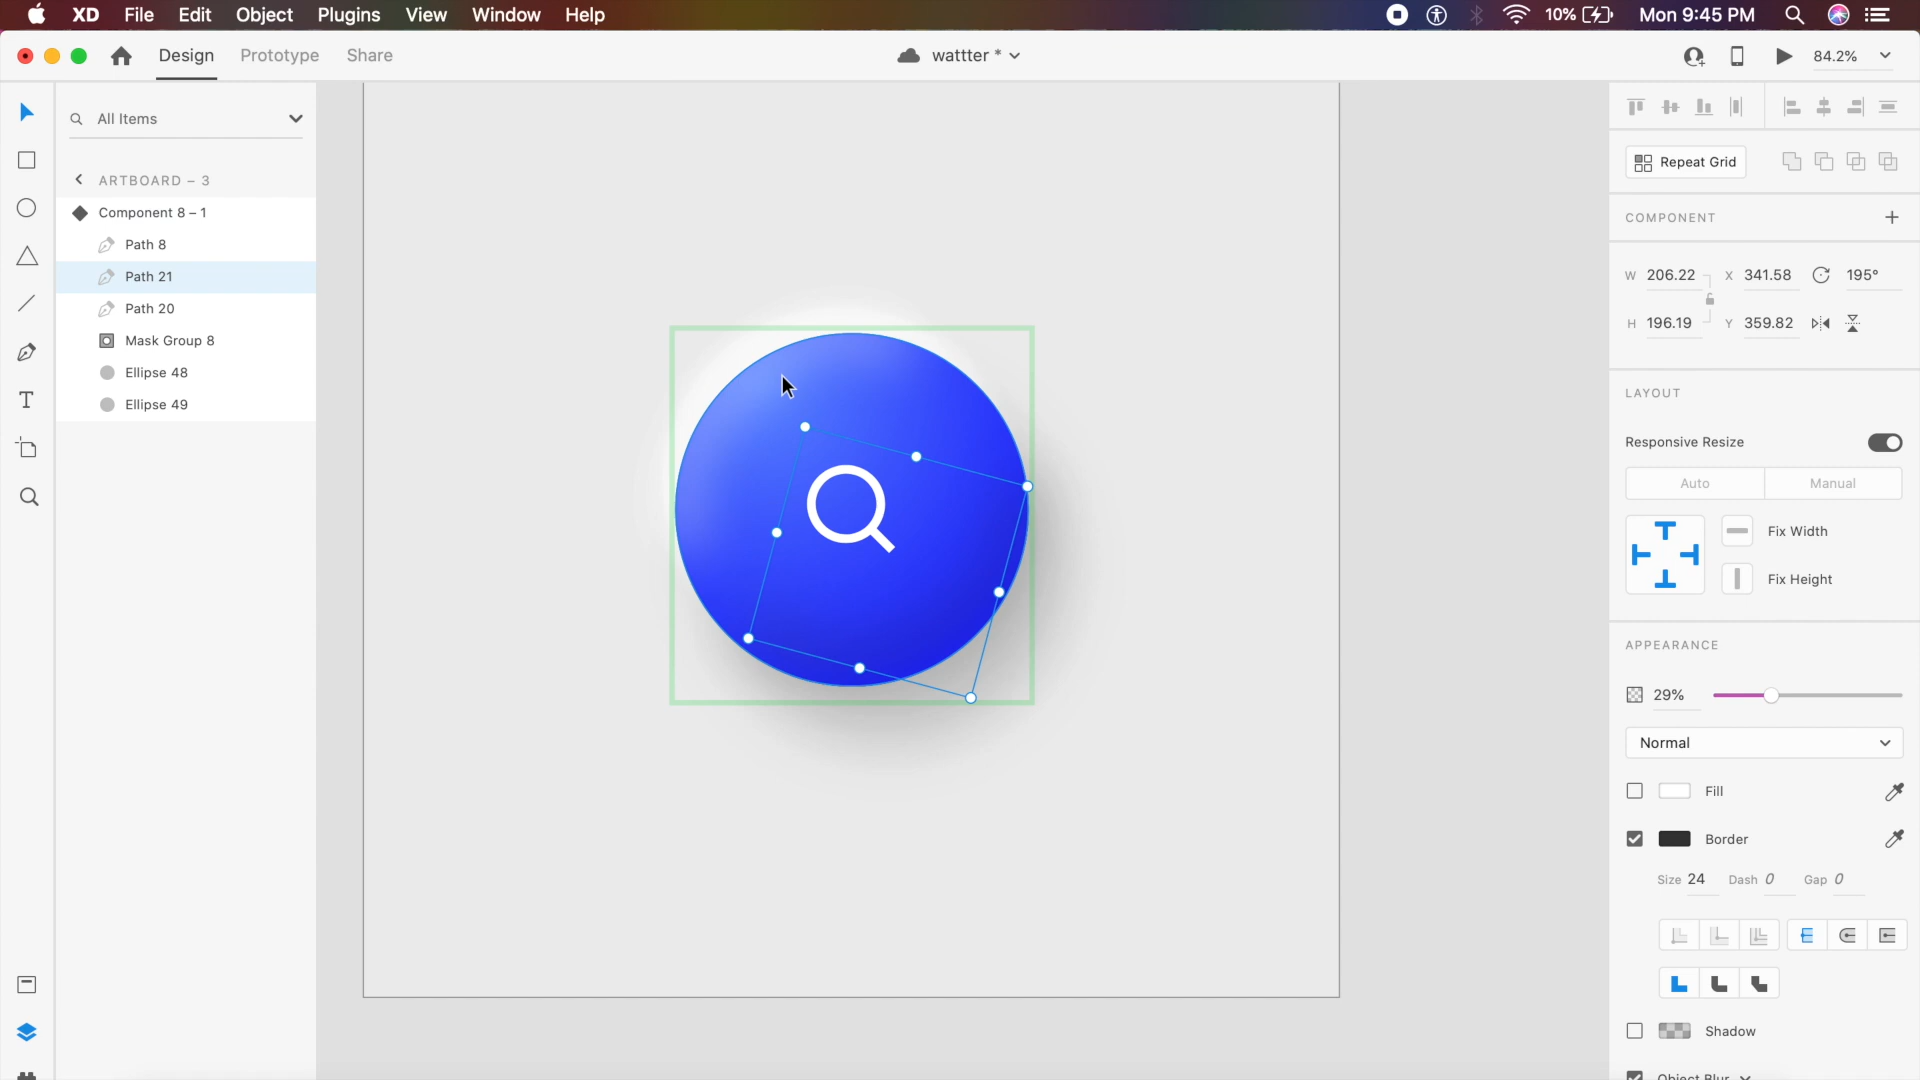 XD File Edit Object Plugins View Window Help 10% Mon 9:45 PM
Design Prototype Share wattter * 84.2%
All Items
ARTBOARD – 3
Component 8 – 1
Path 8
Path 21
Path 20
Mask Group 8
Ellipse 48
Ellipse 49
Repeat Grid
COMPONENT
W 206.22 X 341.58 195°
H 196.19 Y 359.82
LAYOUT
Responsive Resize
Auto Manual
Fix Width
Fix Height
APPEARANCE
29%
Normal
Fill
Border
Size 24 Dash 0 Gap 0
Shadow
Object Blur